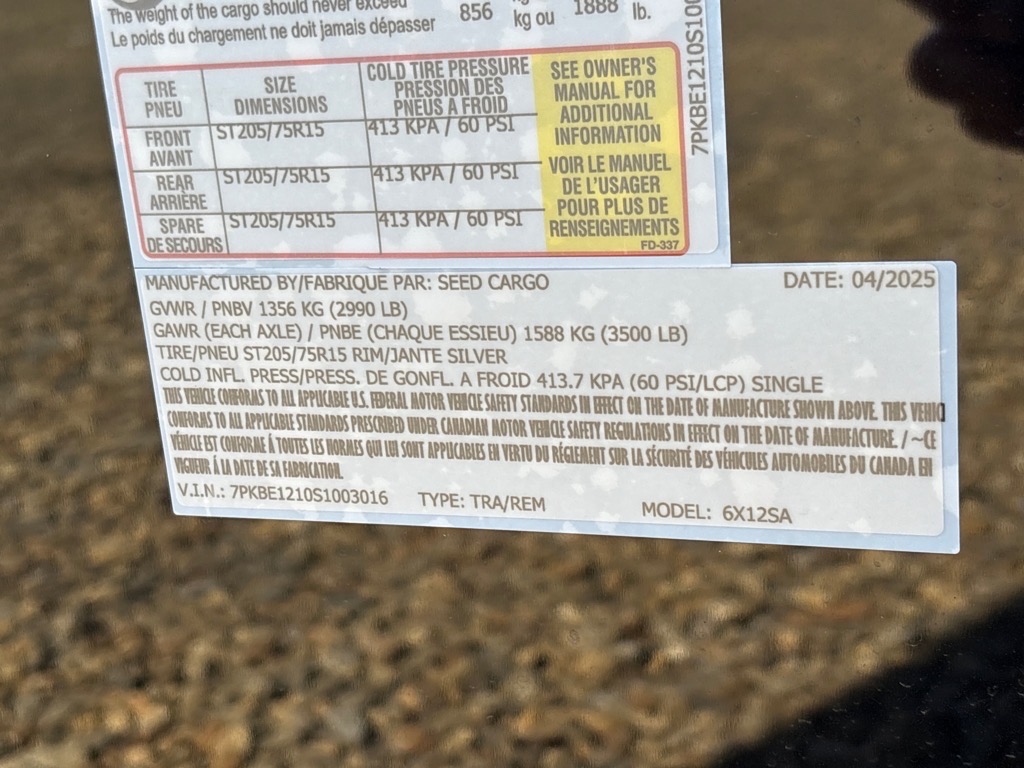 The weight of the cargo should never exceed 856 kg ou 1888 lb.
Le poids du chargement ne doit jamais dépasser
TIRE PNEU SIZE DIMENSIONS COLD TIRE PRESSURE PRESSION DES PNEUS A FROID
FRONT AVANT ST205/75R15 413 KPA / 60 PSI
REAR ARRIÈRE ST205/75R15 413 KPA / 60 PSI
SPARE DE SECOURS ST205/75R15 413 KPA / 60 PSI
SEE OWNER'S
MANUAL FOR
ADDITIONAL
INFORMATION
VOIR LE MANUEL
DE L'USAGER
POUR PLUS DE
RENSEIGNEMENTS
FD-337
7PKBE1210S100
MANUFACTURED BY/FABRIQUE PAR: SEED CARGO DATE: 04/2025
GVWR / PNBV 1356 KG (2990 LB)
GAWR (EACH AXLE) / PNBE (CHAQUE ESSIEU) 1588 KG (3500 LB)
TIRE/PNEU ST205/75R15 RIM/JANTE SILVER
COLD INFL. PRESS/PRESS. DE GONFL. A FROID 413.7 KPA (60 PSI/LCP) SINGLE
THIS VEHICLE CONFORMS TO ALL APPLICABLE U.S. FEDERAL MOTOR VEHICLE SAFETY STANDARDS IN EFFECT ON THE DATE OF MANUFACTURE SHOWN ABOVE. THIS VEHIC
CONFORMS TO ALL APPLICABLE STANDARDS PRESCRIBED UNDER CANADIAN MOTOR VEHICLE SAFETY REGULATIONS IN EFFECT ON THE DATE OF MANUFACTURE. / ~CE
VÉHICLE EST CONFORME À TOUTES LES NORMES QUI LUI SONT APPLICABLES EN VERTU DU RÉGLEMENT SUR LA SÉCURITÉ DES VÉHICULES AUTOMOBILES DU CANADA EN
VIGUEUR À LA DATE DE SA FABRICATION.
V.I.N.: 7PKBE1210S1003016 TYPE: TRA/REM MODEL: 6X12SA